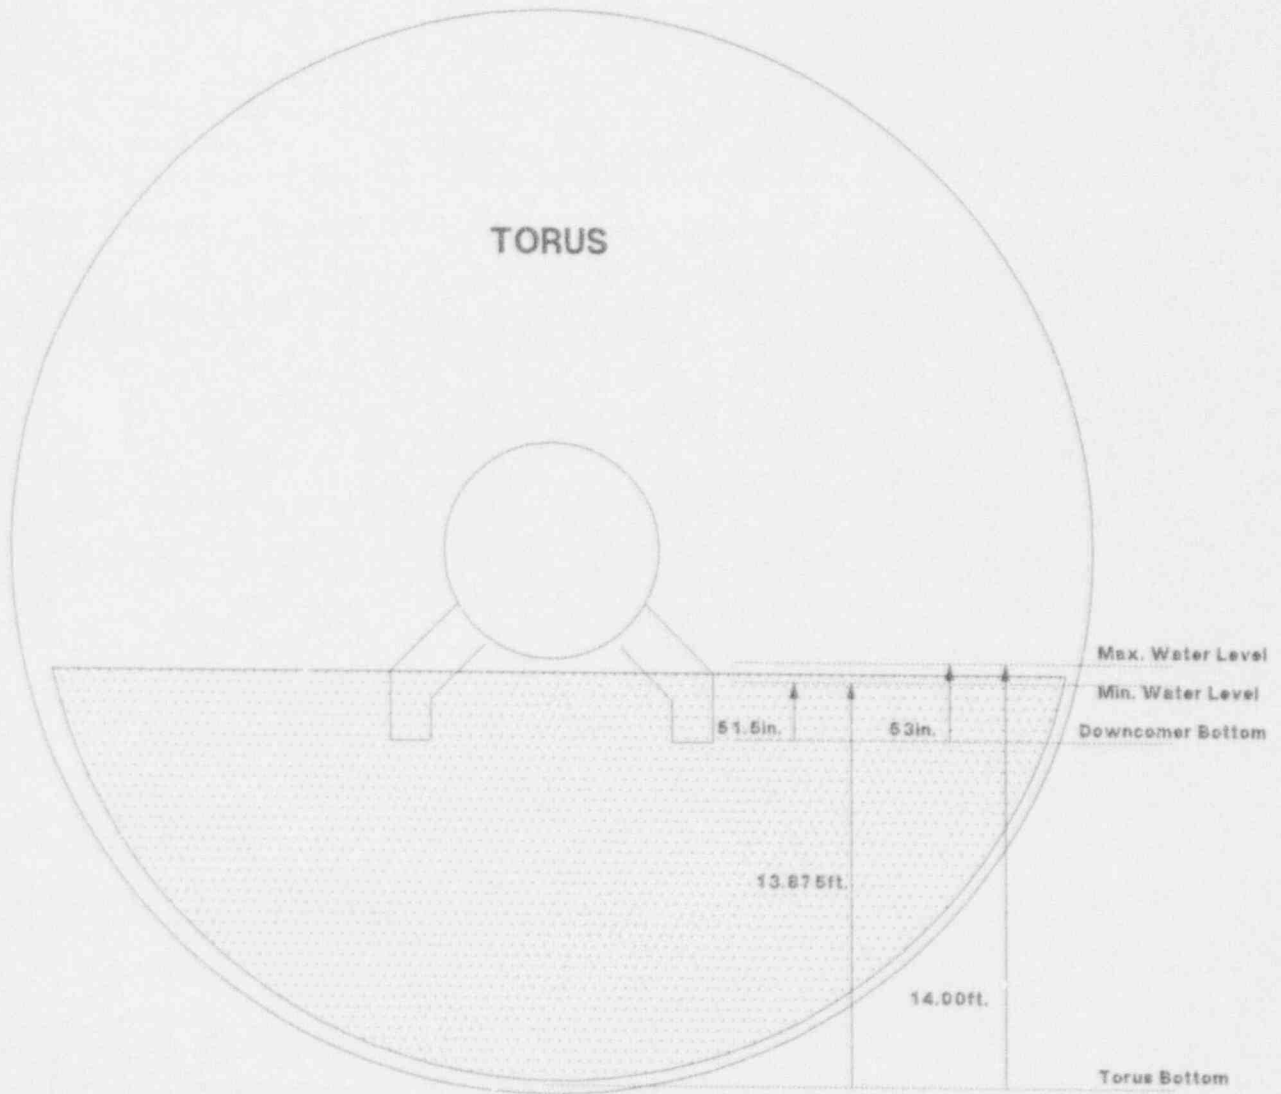 TORUS
Max. Water Level
Min. Water Level
51.5in.
53in.
Downcomer Bottom
13.875ft.
14.00ft.
Torus Bottom